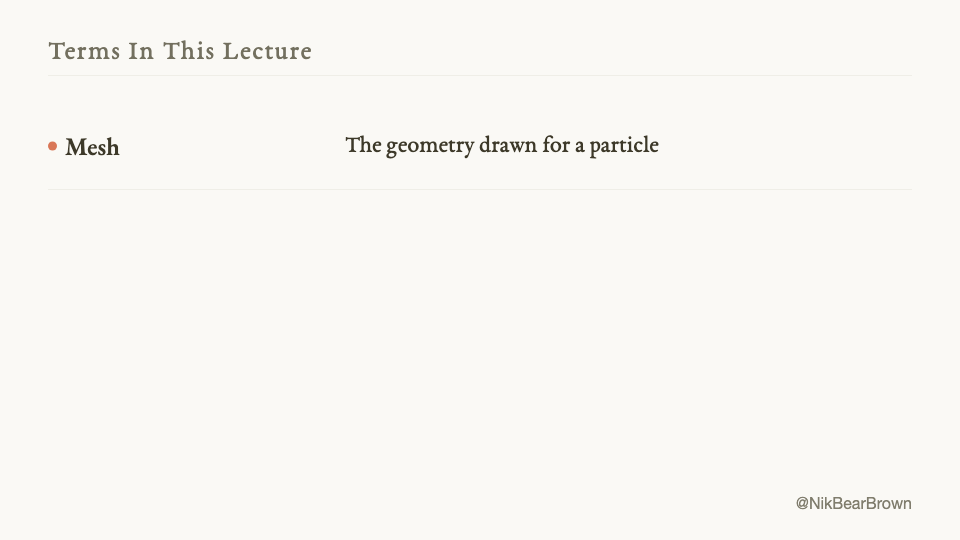 Terms In This Lecture
Mesh
The geometry drawn for a particle
@NikBearBrown